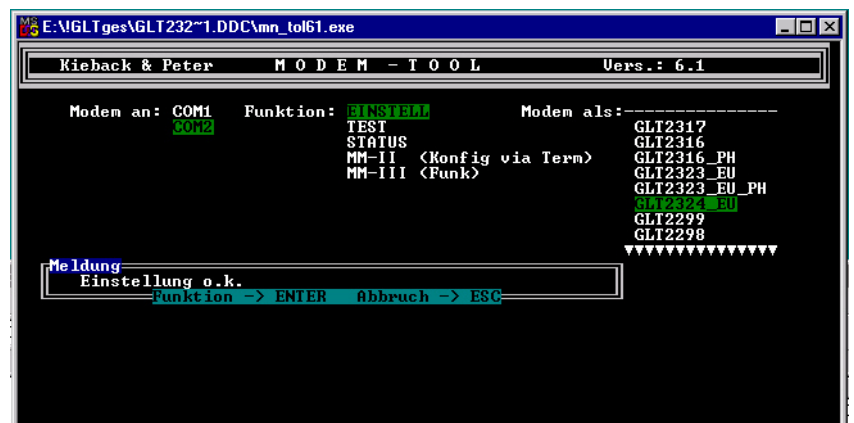 E:\!GLTges\GLT232~1.DDC\mn_tol61.exe
Kieback & Peter M O D E M - T O O L Vers.: 6.1
Modem an: COM1 Funktion: EINSTELL Modem als:---------------
COM2 TEST GLT2317
STATUS GLT2316
MM-II (Konfig via Term) GLT2316_PH
MM-III (Funk) GLT2323_EU
GLT2323_EU_PH
GLT2324_EU
GLT2299
GLT2298
▼▼▼▼▼▼▼▼▼▼▼▼▼▼▼
Meldung
Einstellung o.k.
Funktion -> ENTER Abbruch -> ESC